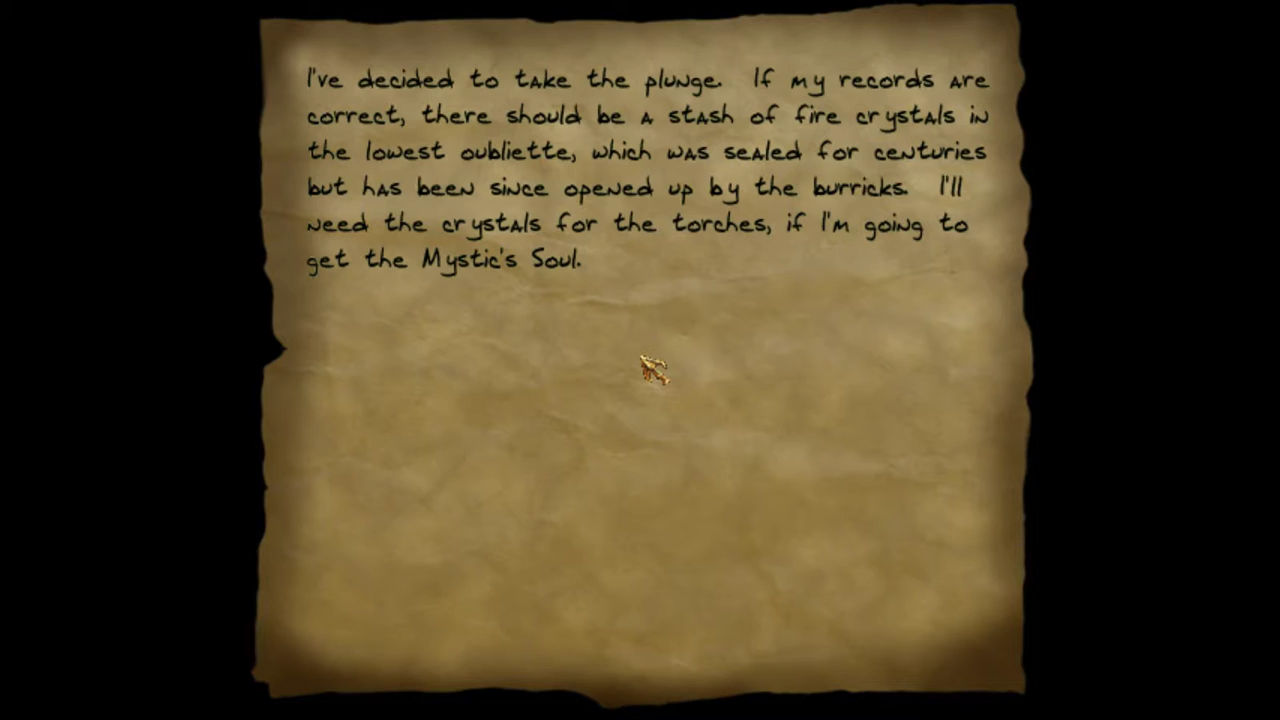 I've decided to take the plunge. If my records are
correct, there should be a stash of fire crystals in
the lowest oubliette, which was sealed for centuries
but has been since opened up by the burricks. I'll
need the crystals for the torches, if I'm going to
get the Mystic's Soul.